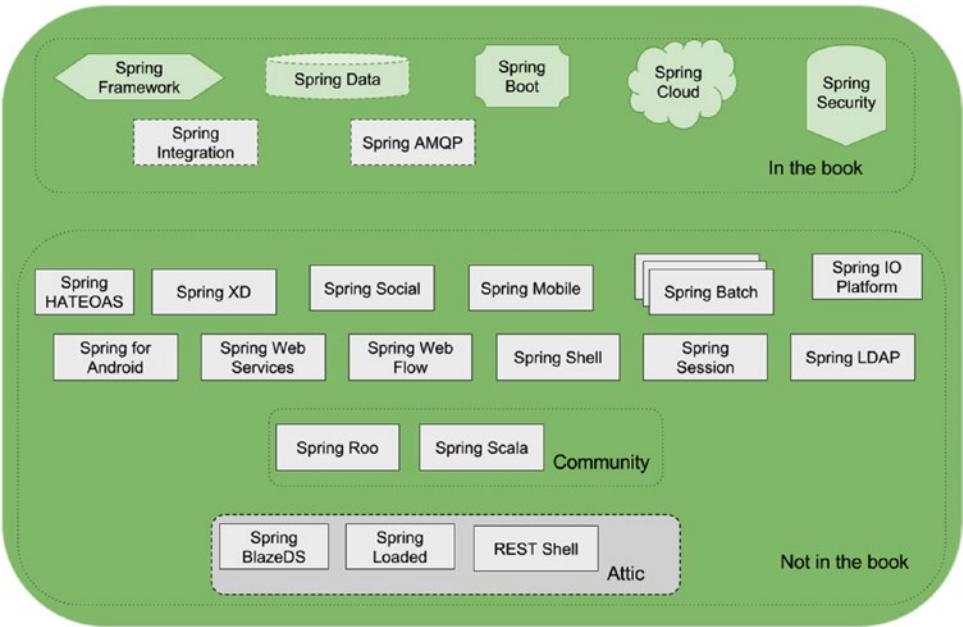 Spring
Framework
Spring Data
Spring
Boot
Spring
Cloud
Spring
Security
Spring
Integration
Spring AMQP
In the book
Spring
HATEOAS
Spring XD
Spring Social
Spring Mobile
Spring Batch
Spring IO
Platform
Spring for
Android
Spring Web
Services
Spring Web
Flow
Spring Shell
Spring
Session
Spring LDAP
Spring Roo
Spring Scala
Community
Spring
BlazeDS
Spring
Loaded
REST Shell
Attic
Not in the book